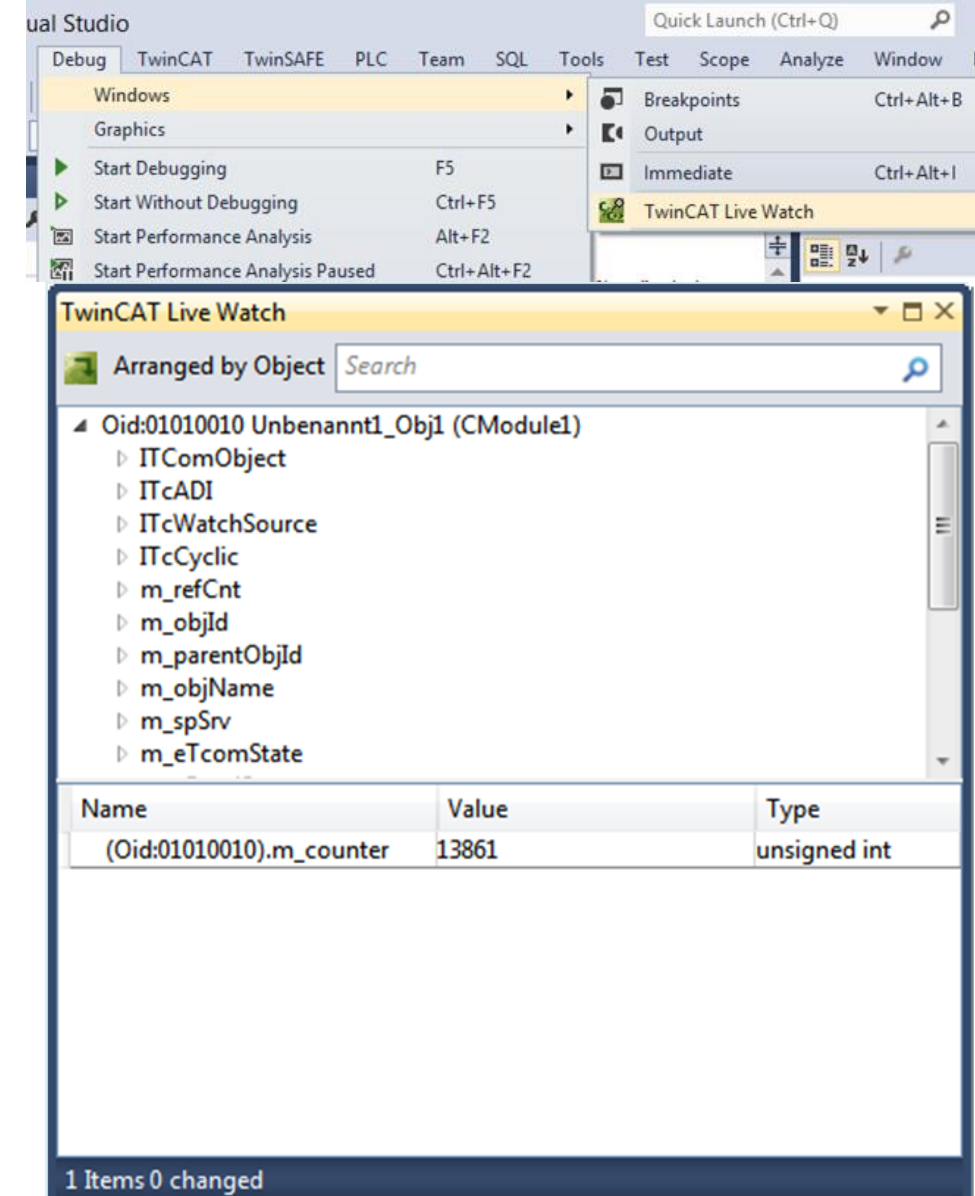 ual Studio
Quick Launch (Ctrl+Q)
Debug TwinCAT TwinSAFE PLC Team SQL Tools Test Scope Analyze Window
Windows
Graphics
Start Debugging F5
Start Without Debugging Ctrl+F5
Start Performance Analysis Alt+F2
Start Performance Analysis Paused Ctrl+Alt+F2
Breakpoints Ctrl+Alt+B
Output
Immediate Ctrl+Alt+I
TwinCAT Live Watch
TwinCAT Live Watch
Arranged by Object Search
Oid:01010010 Unbenannt1_Obj1 (CModule1)
ITComObject
ITcADI
ITcWatchSource
ITcCyclic
m_refCnt
m_objId
m_parentObjId
m_objName
m_spSrv
m_eTcomState
Name Value Type
(Oid:01010010).m_counter 13861 unsigned int
1 Items 0 changed